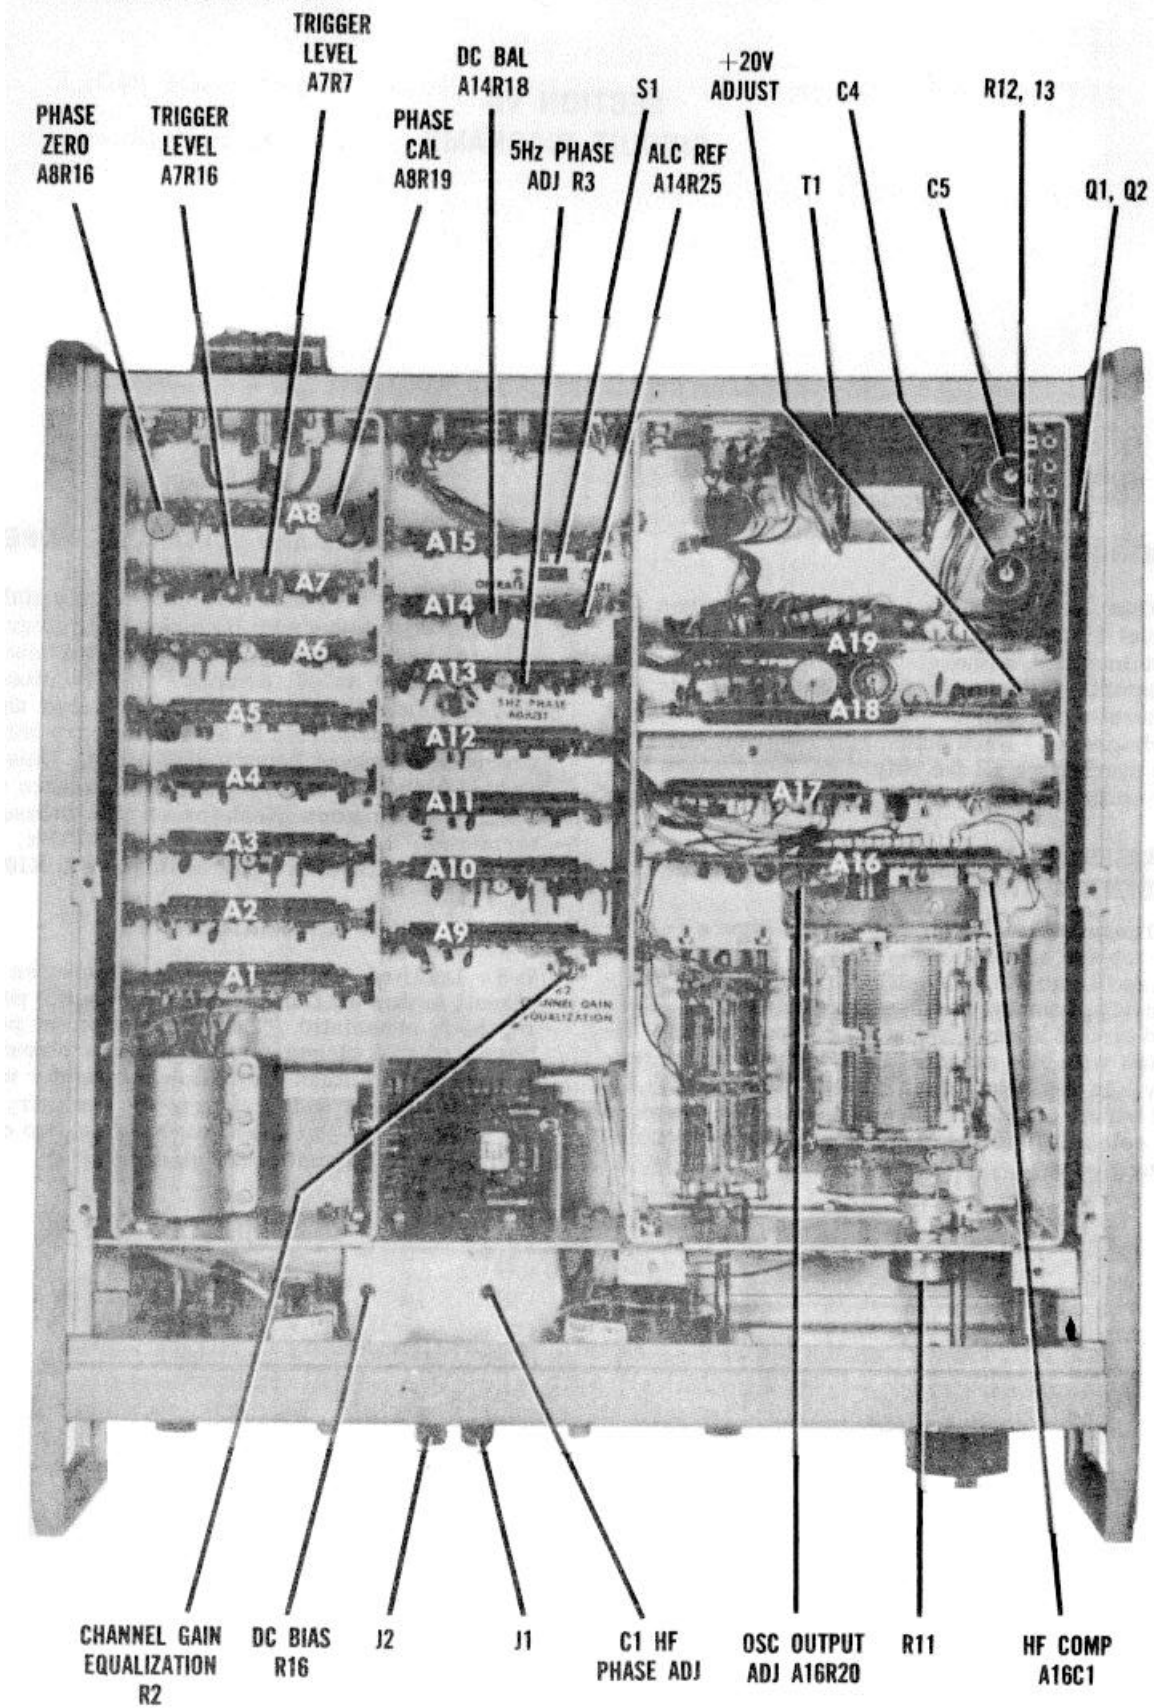 TRIGGER
LEVEL
A7R7
DC BAL
A14R18
S1
+20V
ADJUST
C4
R12, 13
PHASE
ZERO
A8R16
TRIGGER
LEVEL
A7R16
PHASE
CAL
A8R19
5Hz PHASE
ADJ R3
ALC REF
A14R25
T1
C5
Q1, Q2
A8
A7
A6
A5
A4
A3
A2
A1
A15
OPERATE
A14
A13
5HZ PHASE
ADJUST
A12
A11
A10
A9
GAIN
EQUALIZATION
A19
A18
A17
A16
CHANNEL GAIN
EQUALIZATION
R2
DC BIAS
R16
J2
J1
C1 HF
PHASE ADJ
OSC OUTPUT
ADJ A16R20
R11
HF COMP
A16C1